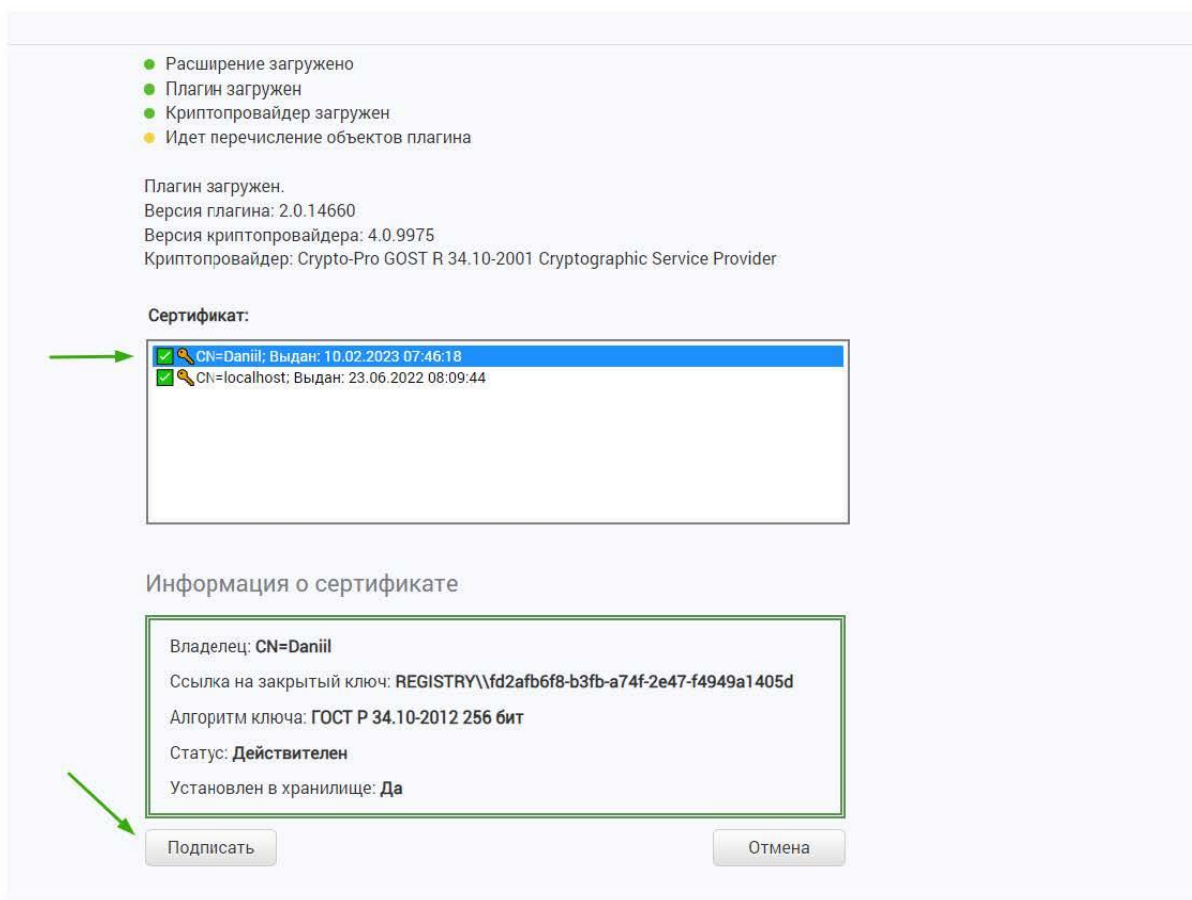 Расширение загружено
Плагин загружен
Криптопровайдер загружен
Идет перечисление объектов плагина
Плагин загружен.
Версия плагина: 2.0.14660
Версия криптопровайдера: 4.0.9975
Криптопровайдер: Crypto-Pro GOST R 34.10-2001 Cryptographic Service Provider
Сертификат:
CN=Daniil; Выдан: 10.02.2023 07:46:18
CN=localhost; Выдан: 23.06.2022 08:09:44
Информация о сертификате
Владелец: CN=Daniil
Ссылка на закрытый ключ: REGISTRY\\fd2afb6f8-b3fb-a74f-2e47-f4949a1405d
Алгоритм ключа: ГОСТ Р 34.10-2012 256 бит
Статус: Действителен
Установлен в хранилище: Да
Подписать
Отмена